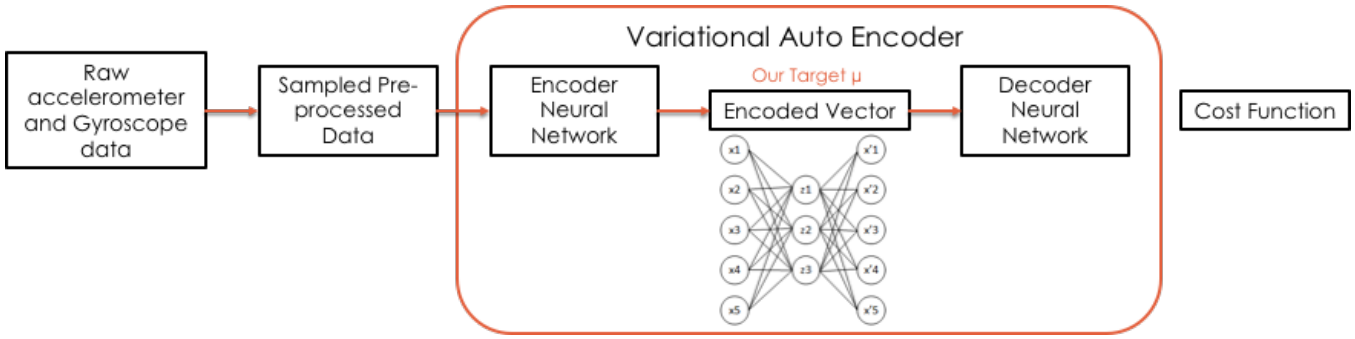 Variational Auto Encoder
Raw
accelerometer
and Gyroscope
data
Sampled Pre-
processed
Data
Encoder
Neural
Network
Our Target μ
Encoded Vector
Decoder
Neural
Network
Cost Function
x1
x'1
x2
z1
x'2
x3
z2
x'3
x4
z3
x'4
x5
x'5